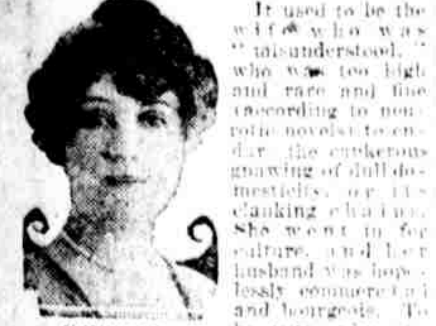 It used to be the
wife who was
"misunderstood,"
who was too high
and rare and fine
(according to neu-
rotic novels) to en-
dure the cankerous
gnawing of dull do-
mesticity, or its
clanking chains.
She went in for
culture, and her
husband was hope-
lessly commercial
and bourgeois. To